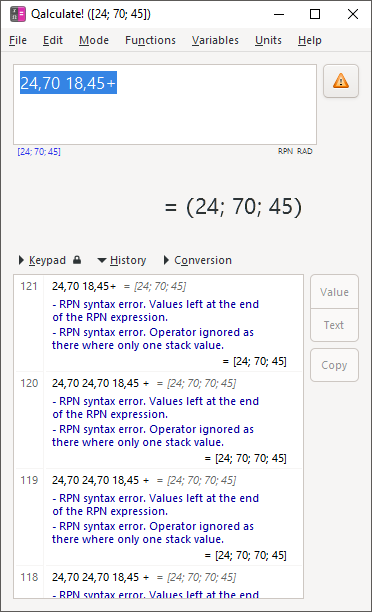 Qalculate! ([24; 70; 45])
File Edit Mode Functions Variables Units Help
24,70 18,45+
[24; 70; 45] RPN RAD
= (24; 70; 45)
Keypad History Conversion
121 24,70 18,45+ = [24; 70; 45]
- RPN syntax error. Values left at the end
of the RPN expression.
- RPN syntax error. Operator ignored as
there where only one stack value.
= [24; 70; 45]
120 24,70 24,70 18,45 + = [24; 70; 70; 45]
- RPN syntax error. Values left at the end
of the RPN expression.
- RPN syntax error. Operator ignored as
there where only one stack value.
= [24; 70; 70; 45]
119 24,70 24,70 18,45 + = [24; 70; 70; 45]
- RPN syntax error. Values left at the end
of the RPN expression.
- RPN syntax error. Operator ignored as
there where only one stack value.
= [24; 70; 70; 45]
118 24,70 24,70 18,45 + = [24; 70; 70; 45]
- RPN syntax error. Values left at the end
Value
Text
Copy